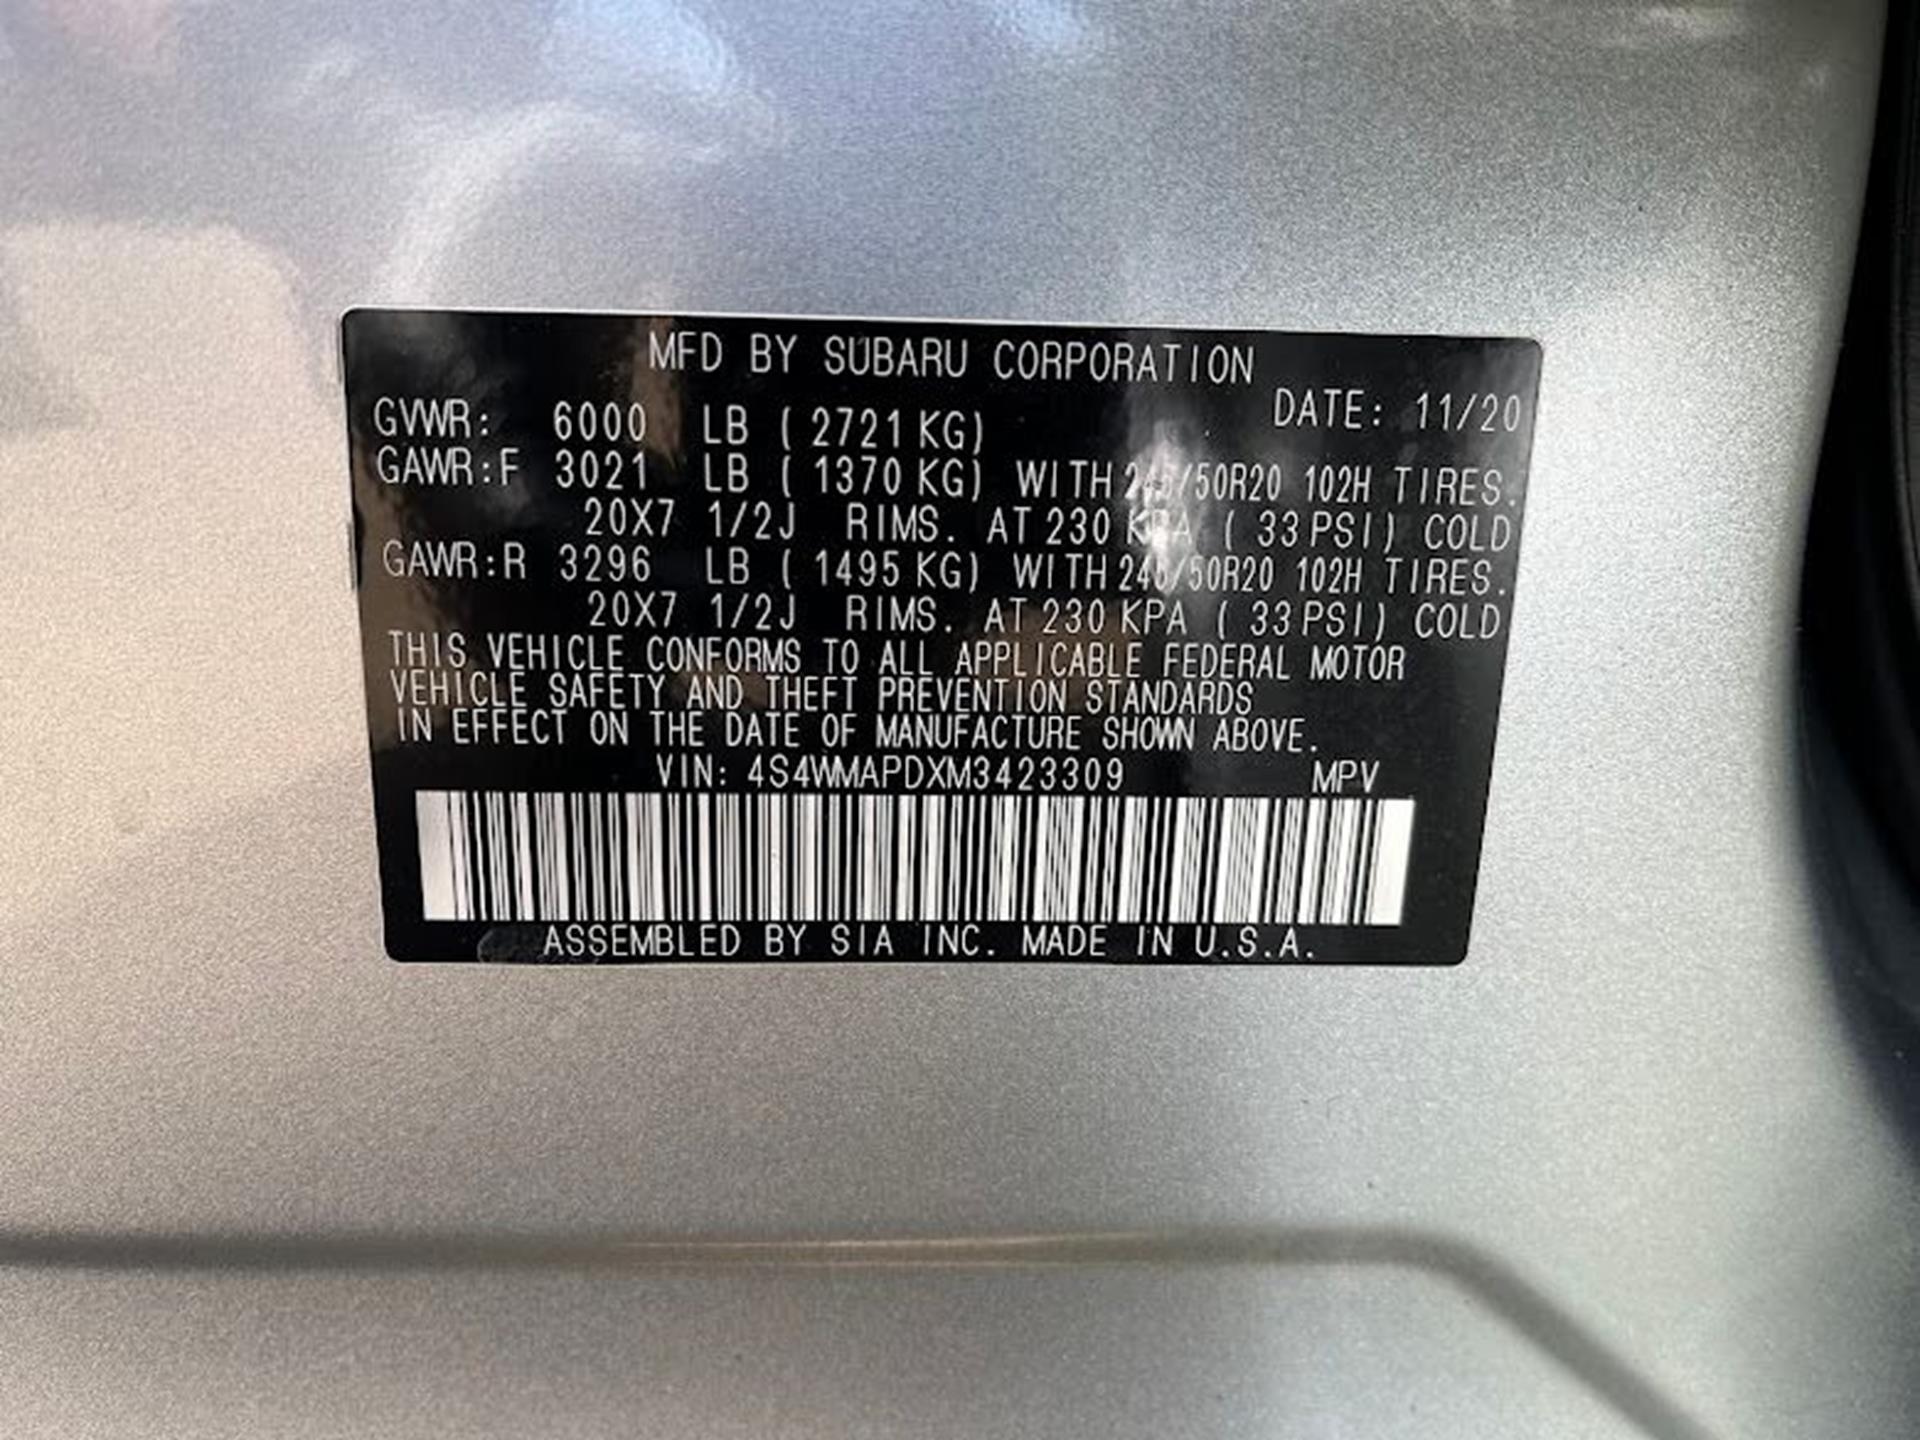 MFD BY SUBARU CORPORATION
DATE: 11/20
GVWR: 6000 LB ( 2721 KG)
GAWR:F 3021 LB ( 1370 KG) WITH 245/50R20 102H TIRES.
20X7 1/2J RIMS. AT 230 KPA ( 33 PSI) COLD
GAWR:R 3296 LB ( 1495 KG) WITH 245/50R20 102H TIRES.
20X7 1/2J RIMS. AT 230 KPA ( 33 PSI) COLD
THIS VEHICLE CONFORMS TO ALL APPLICABLE FEDERAL MOTOR
VEHICLE SAFETY AND THEFT PREVENTION STANDARDS
IN EFFECT ON THE DATE OF MANUFACTURE SHOWN ABOVE.
VIN: 4S4WMAPDXM3423309 MPV
ASSEMBLED BY SIA INC. MADE IN U.S.A.